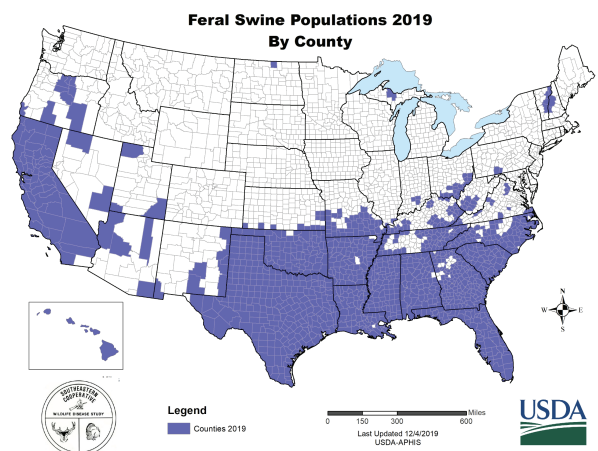 Feral Swine Populations 2019
By County
N
W
E
S
SOUTHEASTERN
COOPERATIVE
WILDLIFE DISEASE STUDY
Legend
Counties 2019
Miles
0 150 300 600
Last Updated 12/4/2019
USDA-APHIS
USDA